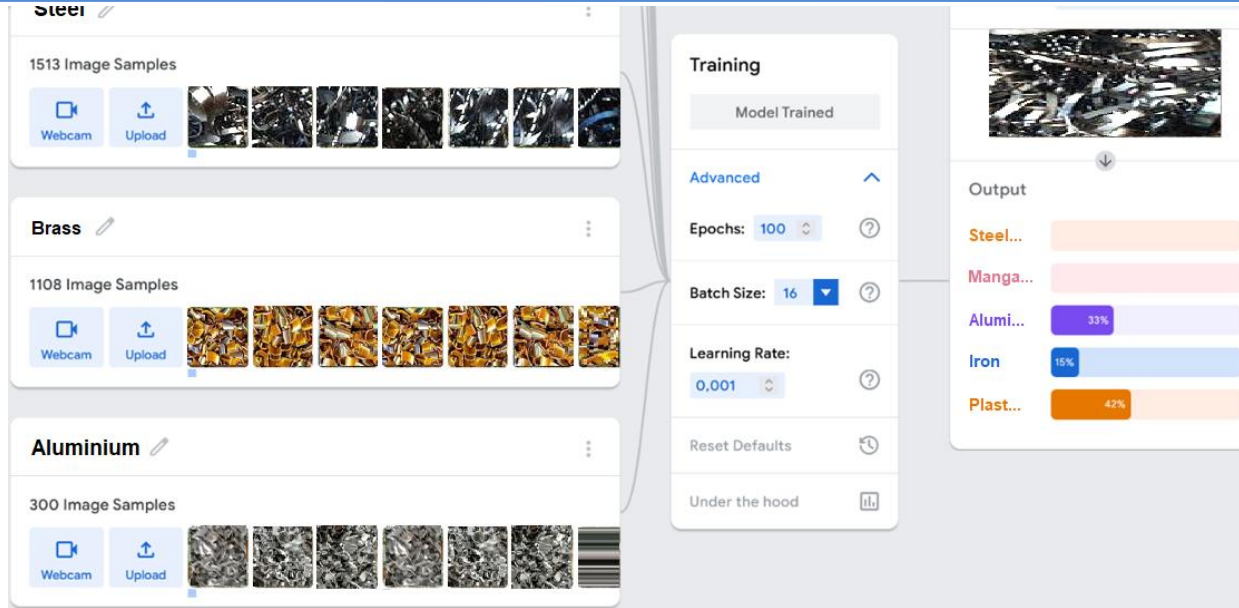 Steel
1513 Image Samples
Webcam
Upload
Brass
1108 Image Samples
Webcam
Upload
Aluminium
300 Image Samples
Webcam
Upload
Training
Model Trained
Advanced
Epochs: 100
Batch Size: 16
Learning Rate:
0,001
Reset Defaults
Under the hood
Output
Steel...
Manga...
Alumi... 33%
Iron 15%
Plast... 42%